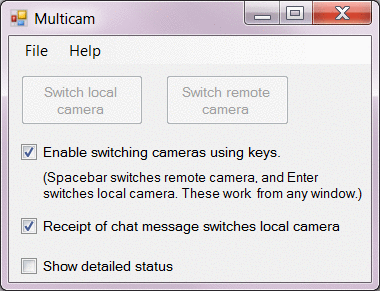 Multicam
File Help
Switch local
camera
Switch remote
camera
Enable switching cameras using keys.
(Spacebar switches remote camera, and Enter
switches local camera. These work from any window.)
Receipt of chat message switches local camera
Show detailed status